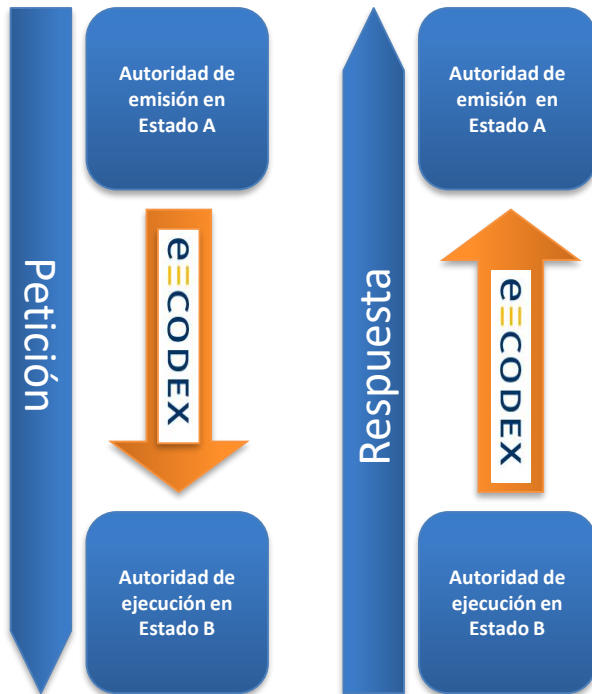 Petición
Autoridad de
emisión en
Estado A
e≡CODEX
Autoridad de
ejecución en
Estado B
Respuesta
Autoridad de
emisión en
Estado A
e≡CODEX
Autoridad de
ejecución en
Estado B